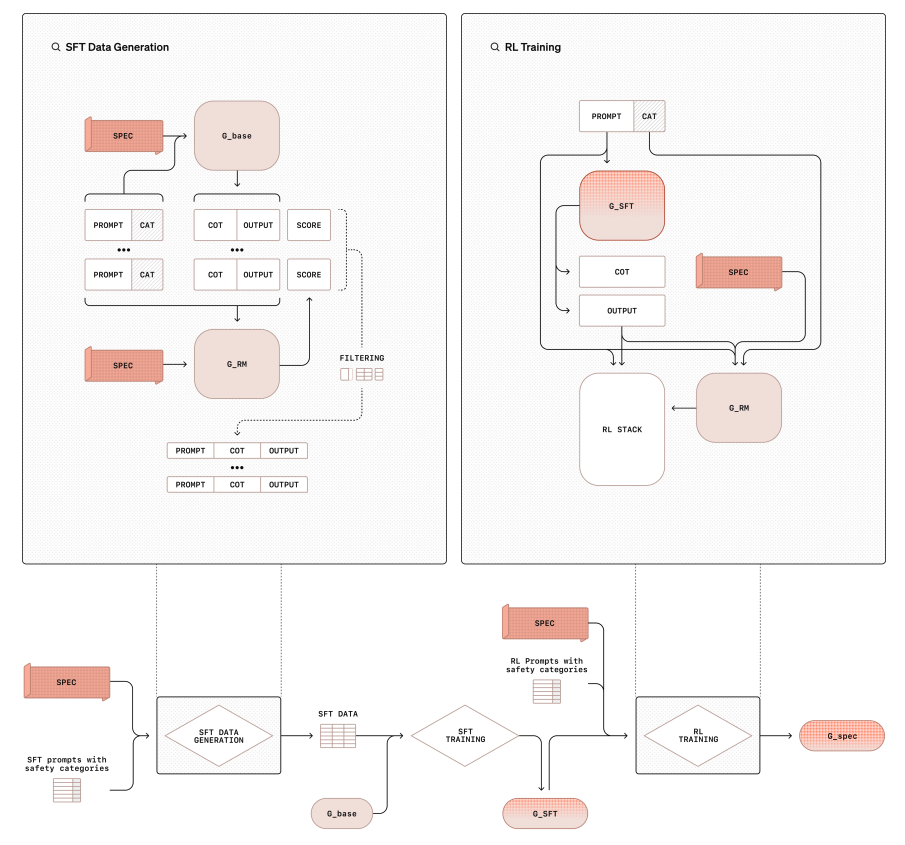 SFT Data Generation
SPEC
G_base
PROMPT CAT
COT OUTPUT
SCORE
•••
•••
PROMPT CAT
COT OUTPUT
SCORE
SPEC
G_RM
FILTERING
PROMPT COT OUTPUT
•••
PROMPT COT OUTPUT
RL Training
PROMPT CAT
G_SFT
COT
SPEC
OUTPUT
RL STACK
G_RM
SPEC
SFT prompts with
safety categories
SFT DATA
GENERATION
SFT DATA
G_base
SFT
TRAINING
SPEC
RL Prompts with
safety categories
G_SFT
RL
TRAINING
G_spec